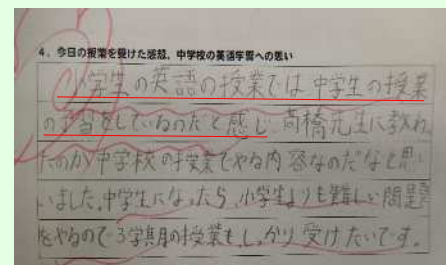 4. 今日の授業を受けた感想、中学校の英語学習への思い
小学生の英語の授業では中学生の授業
の予習をしているのだと感じ、高橋先生に教わっ
たのが中学校の授業でやる内容なのだなと思い
ました。中学生になったら、小学生よりも難しい問題
をやるので3学期の授業も、しっかり受けたいです。